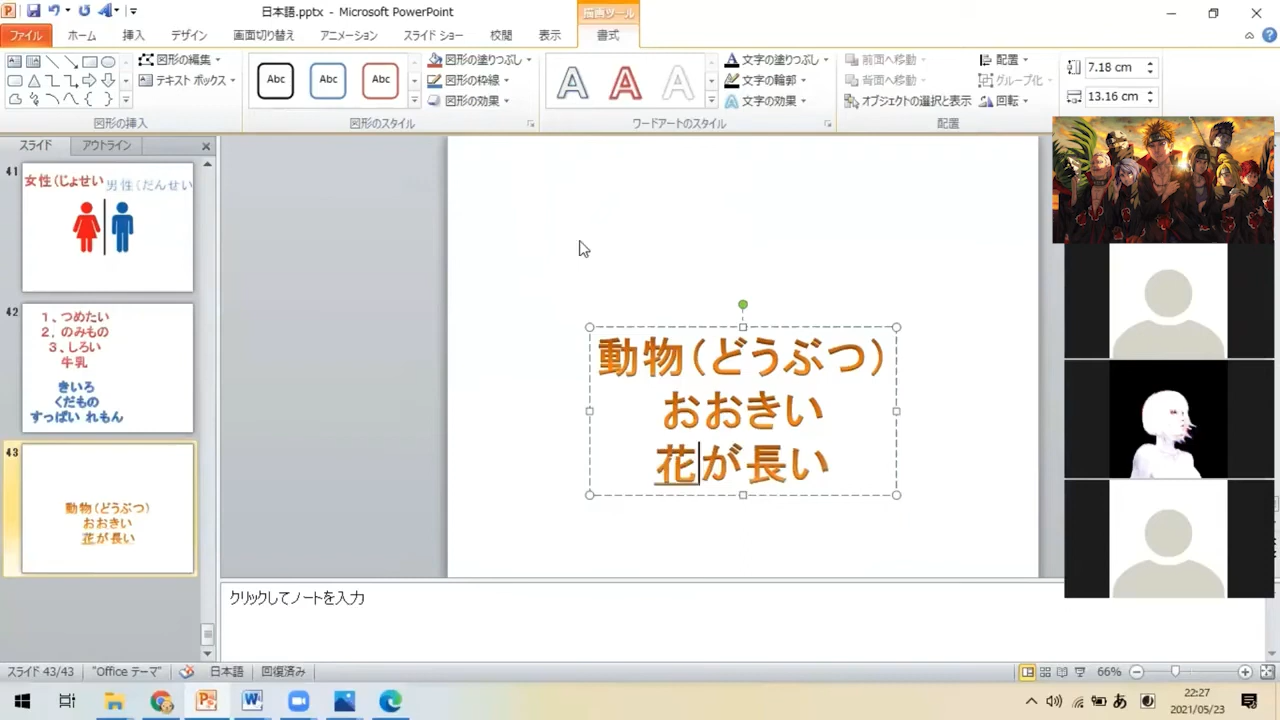 日本語.pptx - Microsoft PowerPoint
描画ツール
ファイル ホーム 挿入 デザイン 画面切り替え アニメーション スライド ショー 校閲 表示 書式
図形の編集
テキスト ボックス
図形の挿入
Abc Abc Abc
図形の塗りつぶし
図形の枠線
図形の効果
図形のスタイル
A A A
文字の塗りつぶし
文字の輪郭
文字の効果
ワードアートのスタイル
前面へ移動
背面へ移動
オブジェクトの選択と表示
配置
グループ化
回転
配置
7.18 cm
13.16 cm
スライド アウトライン
41
女性(じょせい 男性(だんせい
42
1、つめたい
2．のみもの
3、しろい
牛乳
きいろ
くだもの
すっぱい れもん
43
動物(どうぶつ)
おおきい
花が長い
動物(どうぶつ)
おおきい
花が長い
クリックしてノートを入力
スライド 43/43 "Office テーマ" 日本語 回復済み 66%
あ
22:27
2021/05/23